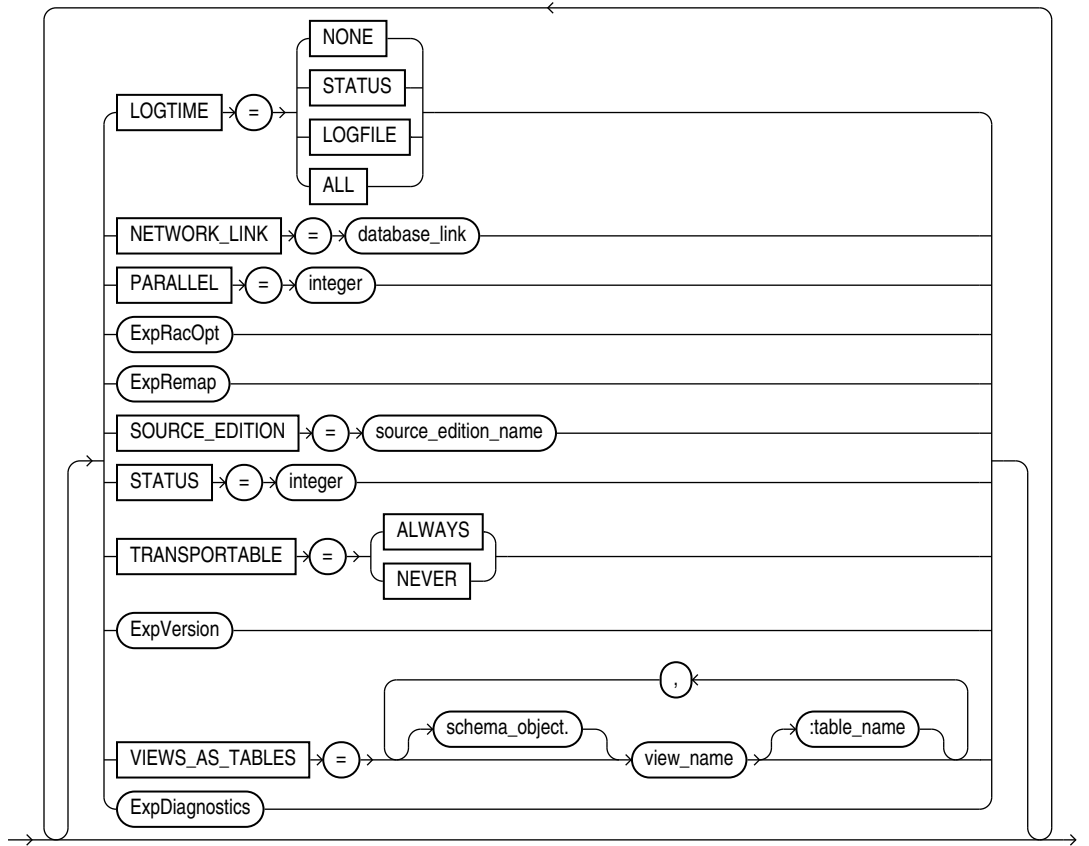 NONE
STATUS
LOGTIME = LOGFILE
ALL
NETWORK_LINK = database_link
PARALLEL = integer
ExpRacOpt
ExpRemap
SOURCE_EDITION = source_edition_name
STATUS = integer
ALWAYS
TRANSPORTABLE =
NEVER
ExpVersion
,
schema_object. :table_name
VIEWS_AS_TABLES = view_name
ExpDiagnostics